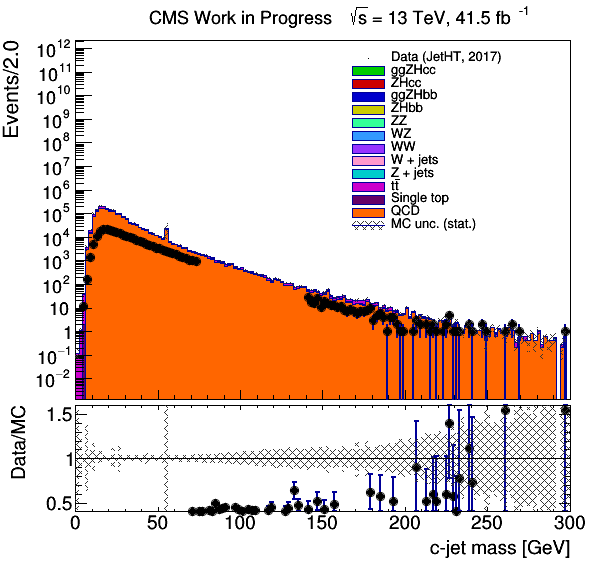 CMS Work in Progress √s = 13 TeV, 41.5 fb⁻¹
Events/2.0
10¹²
10¹¹
10¹⁰
10⁹
10⁸
10⁷
10⁶
10⁵
10⁴
10³
10²
10
1
10⁻¹
10⁻²
Data (JetHT, 2017)
ggZHcc
ZHcc
ggZHbb
ZHbb
ZZ
WZ
WW
W + jets
Z + jets
tt̄
Single top
QCD
MC unc. (stat.)
Data/MC
1.5
1
0.5
0 50 100 150 200 250 300
c-jet mass [GeV]